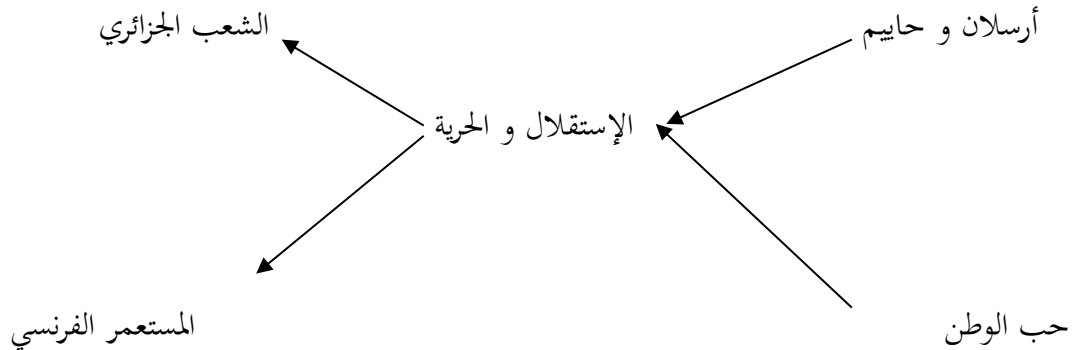 أرسلان و حاييم
الشعب الجزائري
الإستقلال و الحرية
حب الوطن
المستعمر الفرنسي